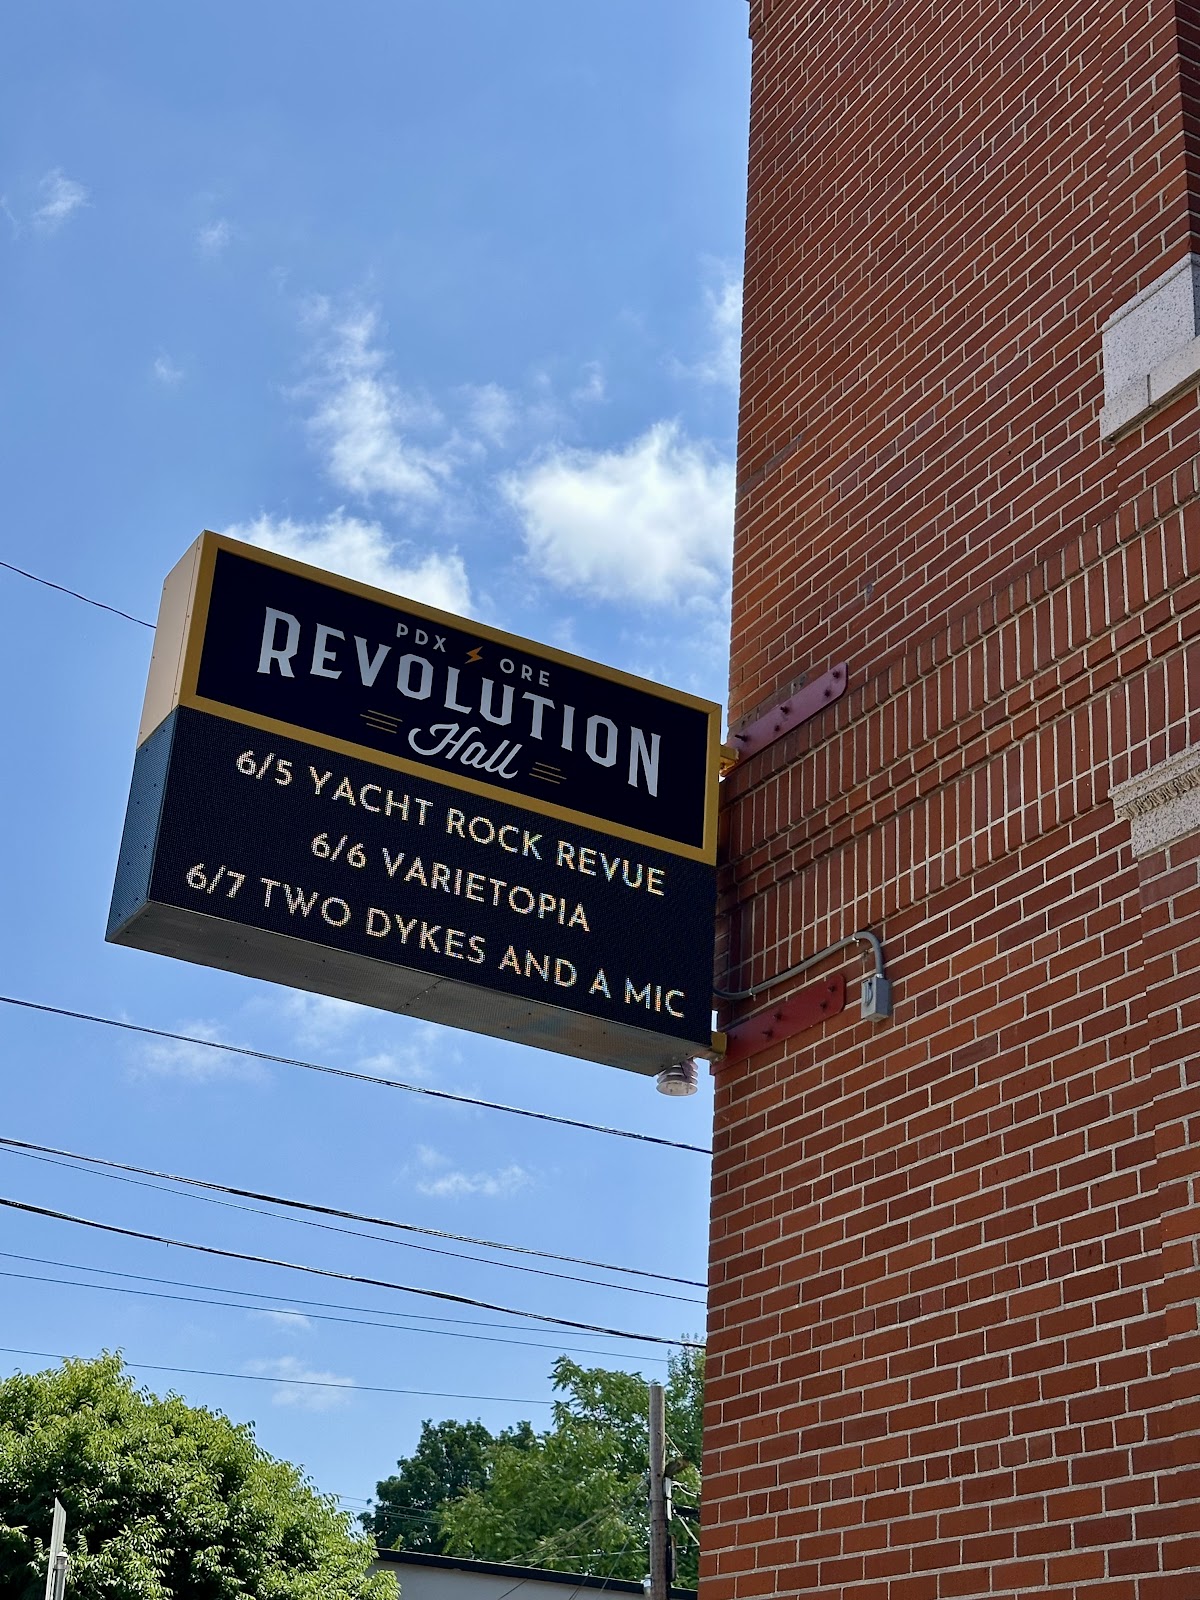 PDX ORE
REVOLUTION
Hall
6/5 YACHT ROCK REVUE
6/6 VARIETOPIA
6/7 TWO DYKES AND A MIC